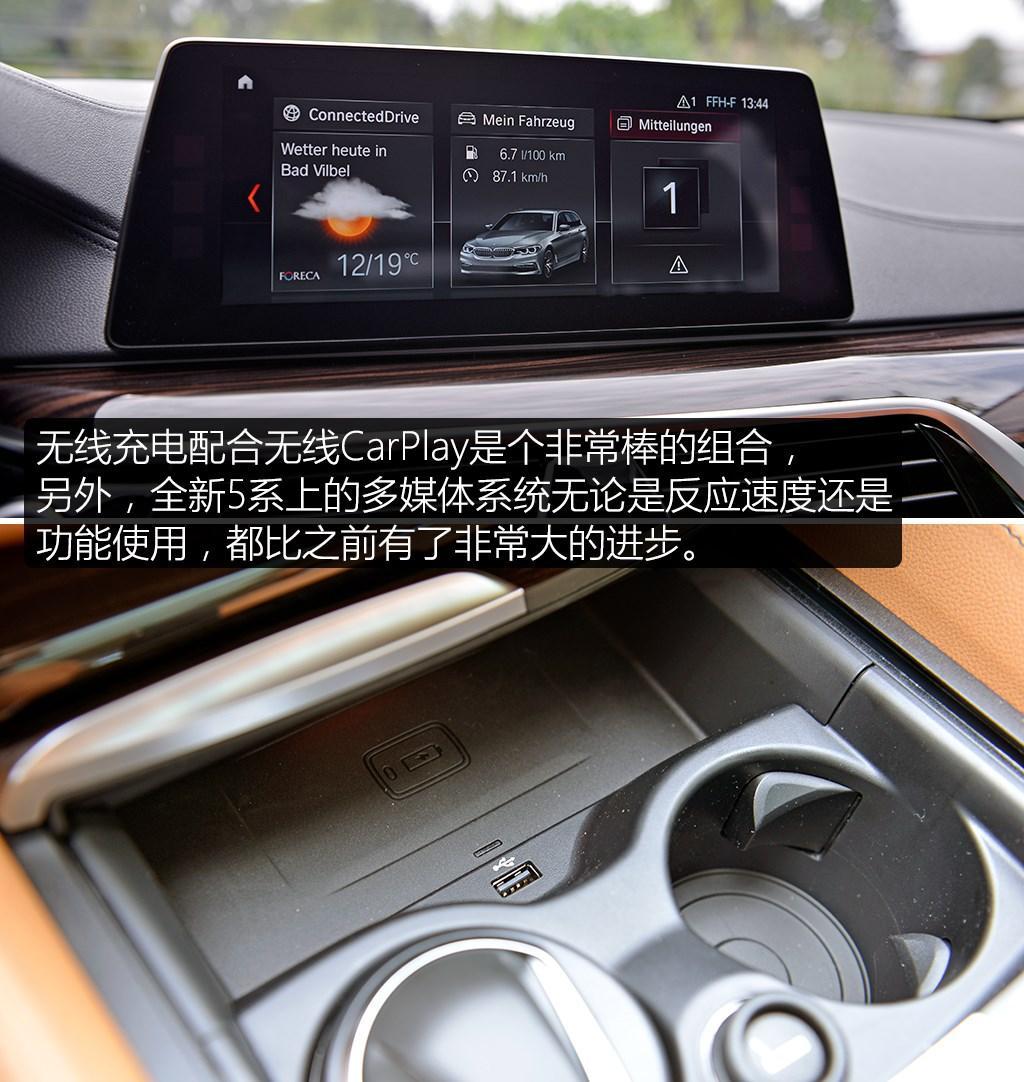 ⚠1 FFH-F 13:44
ConnectedDrive
Wetter heute in
Bad Vilbel
12/19°C
FORECA
Mein Fahrzeug
6.7 l/100 km
87.1 km/h
Mitteilungen
1
无线充电配合无线CarPlay是个非常棒的组合，
另外，全新5系上的多媒体系统无论是反应速度还是
功能使用，都比之前有了非常大的进步。